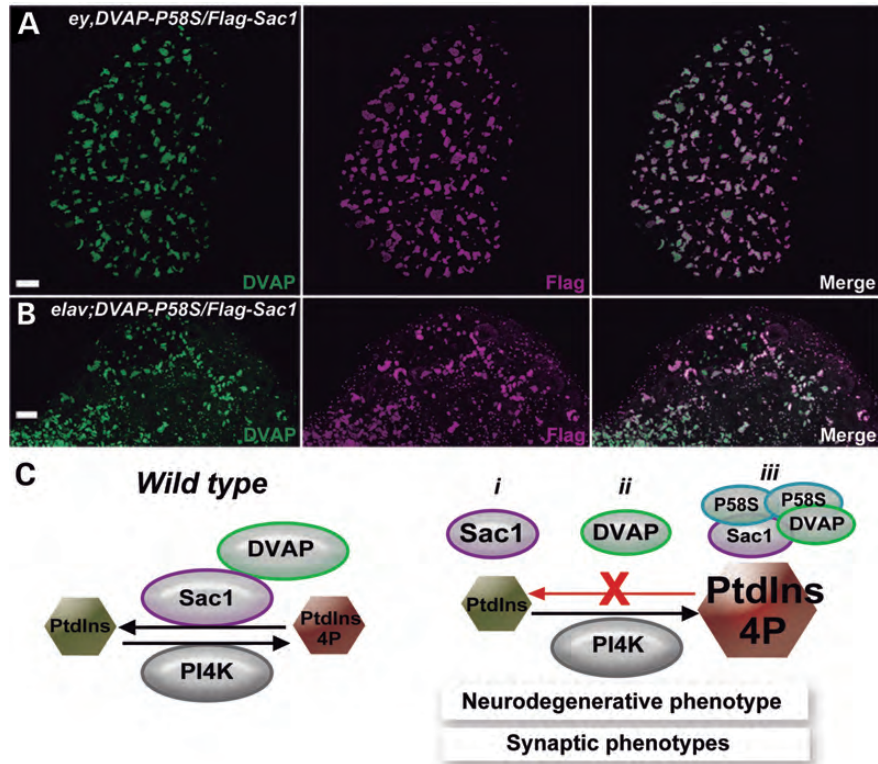 A
ey,DVAP-P58S/Flag-Sac1
DVAP
Flag
Merge
B
elav;DVAP-P58S/Flag-Sac1
DVAP
Flag
Merge
C
Wild type
DVAP
Sac1
PtdIns
PtdIns
4P
PI4K
i
ii
iii
Sac1
DVAP
P58S
P58S
Sac1
DVAP
PtdIns
X
PtdIns
4P
PI4K
Neurodegenerative phenotype
Synaptic phenotypes